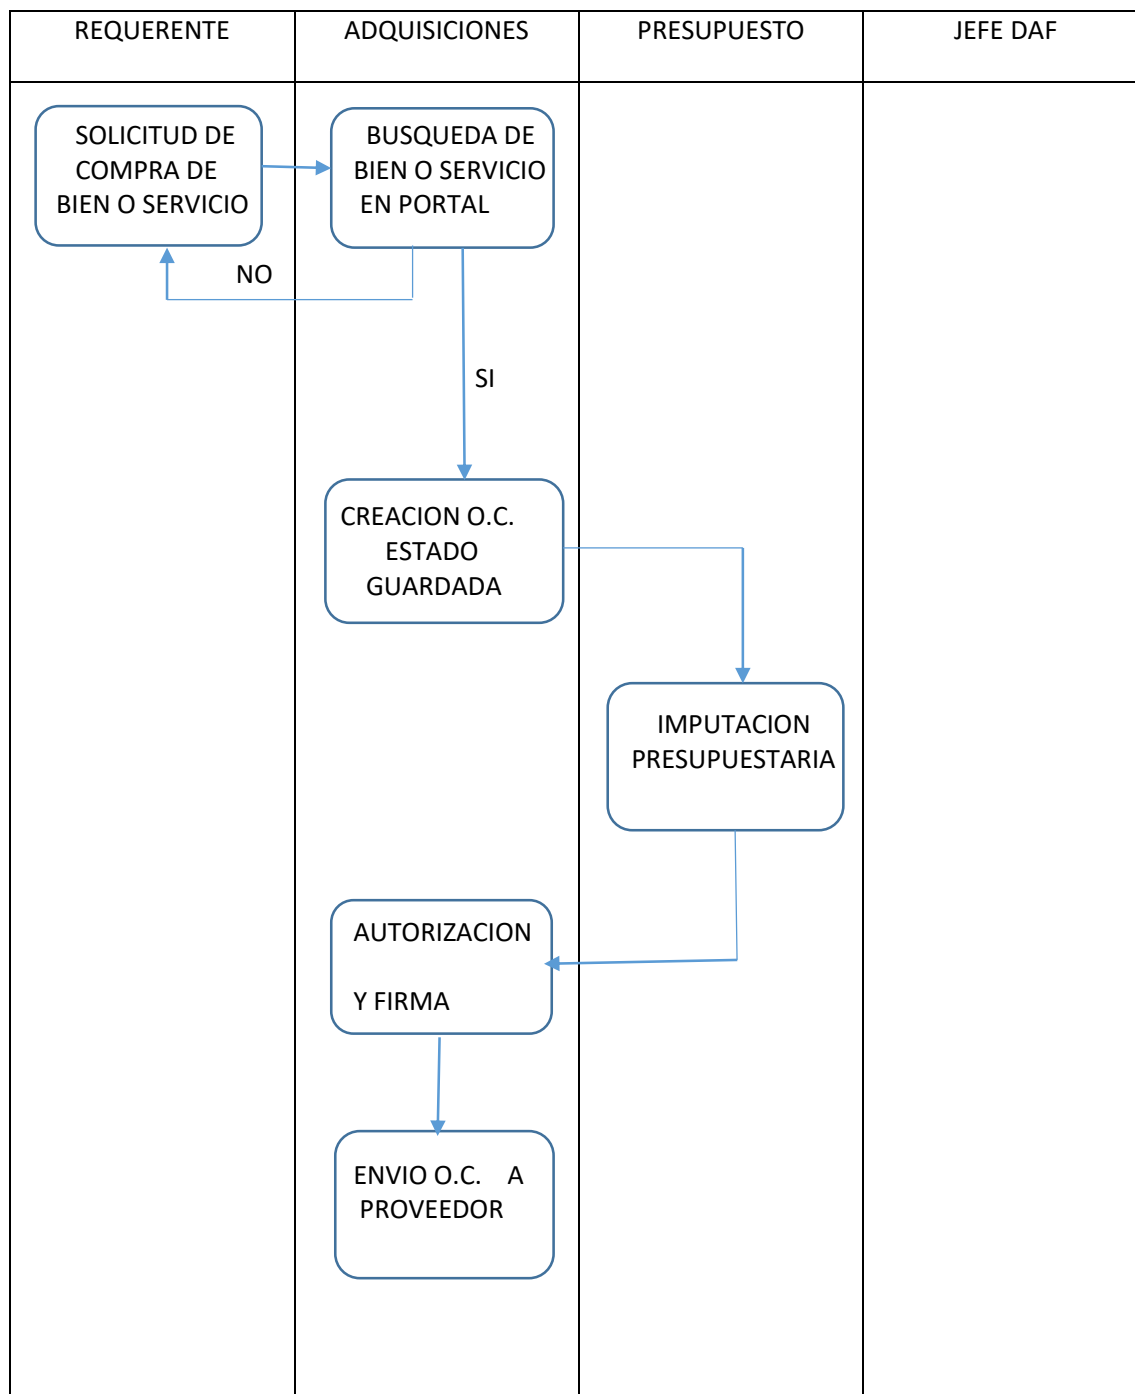 REQUERENTE
ADQUISICIONES
PRESUPUESTO
JEFE DAF
SOLICITUD DE
COMPRA DE
BIEN O SERVICIO
BUSQUEDA DE
BIEN O SERVICIO
EN PORTAL
NO
SI
CREACION O.C.
ESTADO
GUARDADA
IMPUTACION
PRESUPUESTARIA
AUTORIZACION
Y FIRMA
ENVIO O.C. A
PROVEEDOR